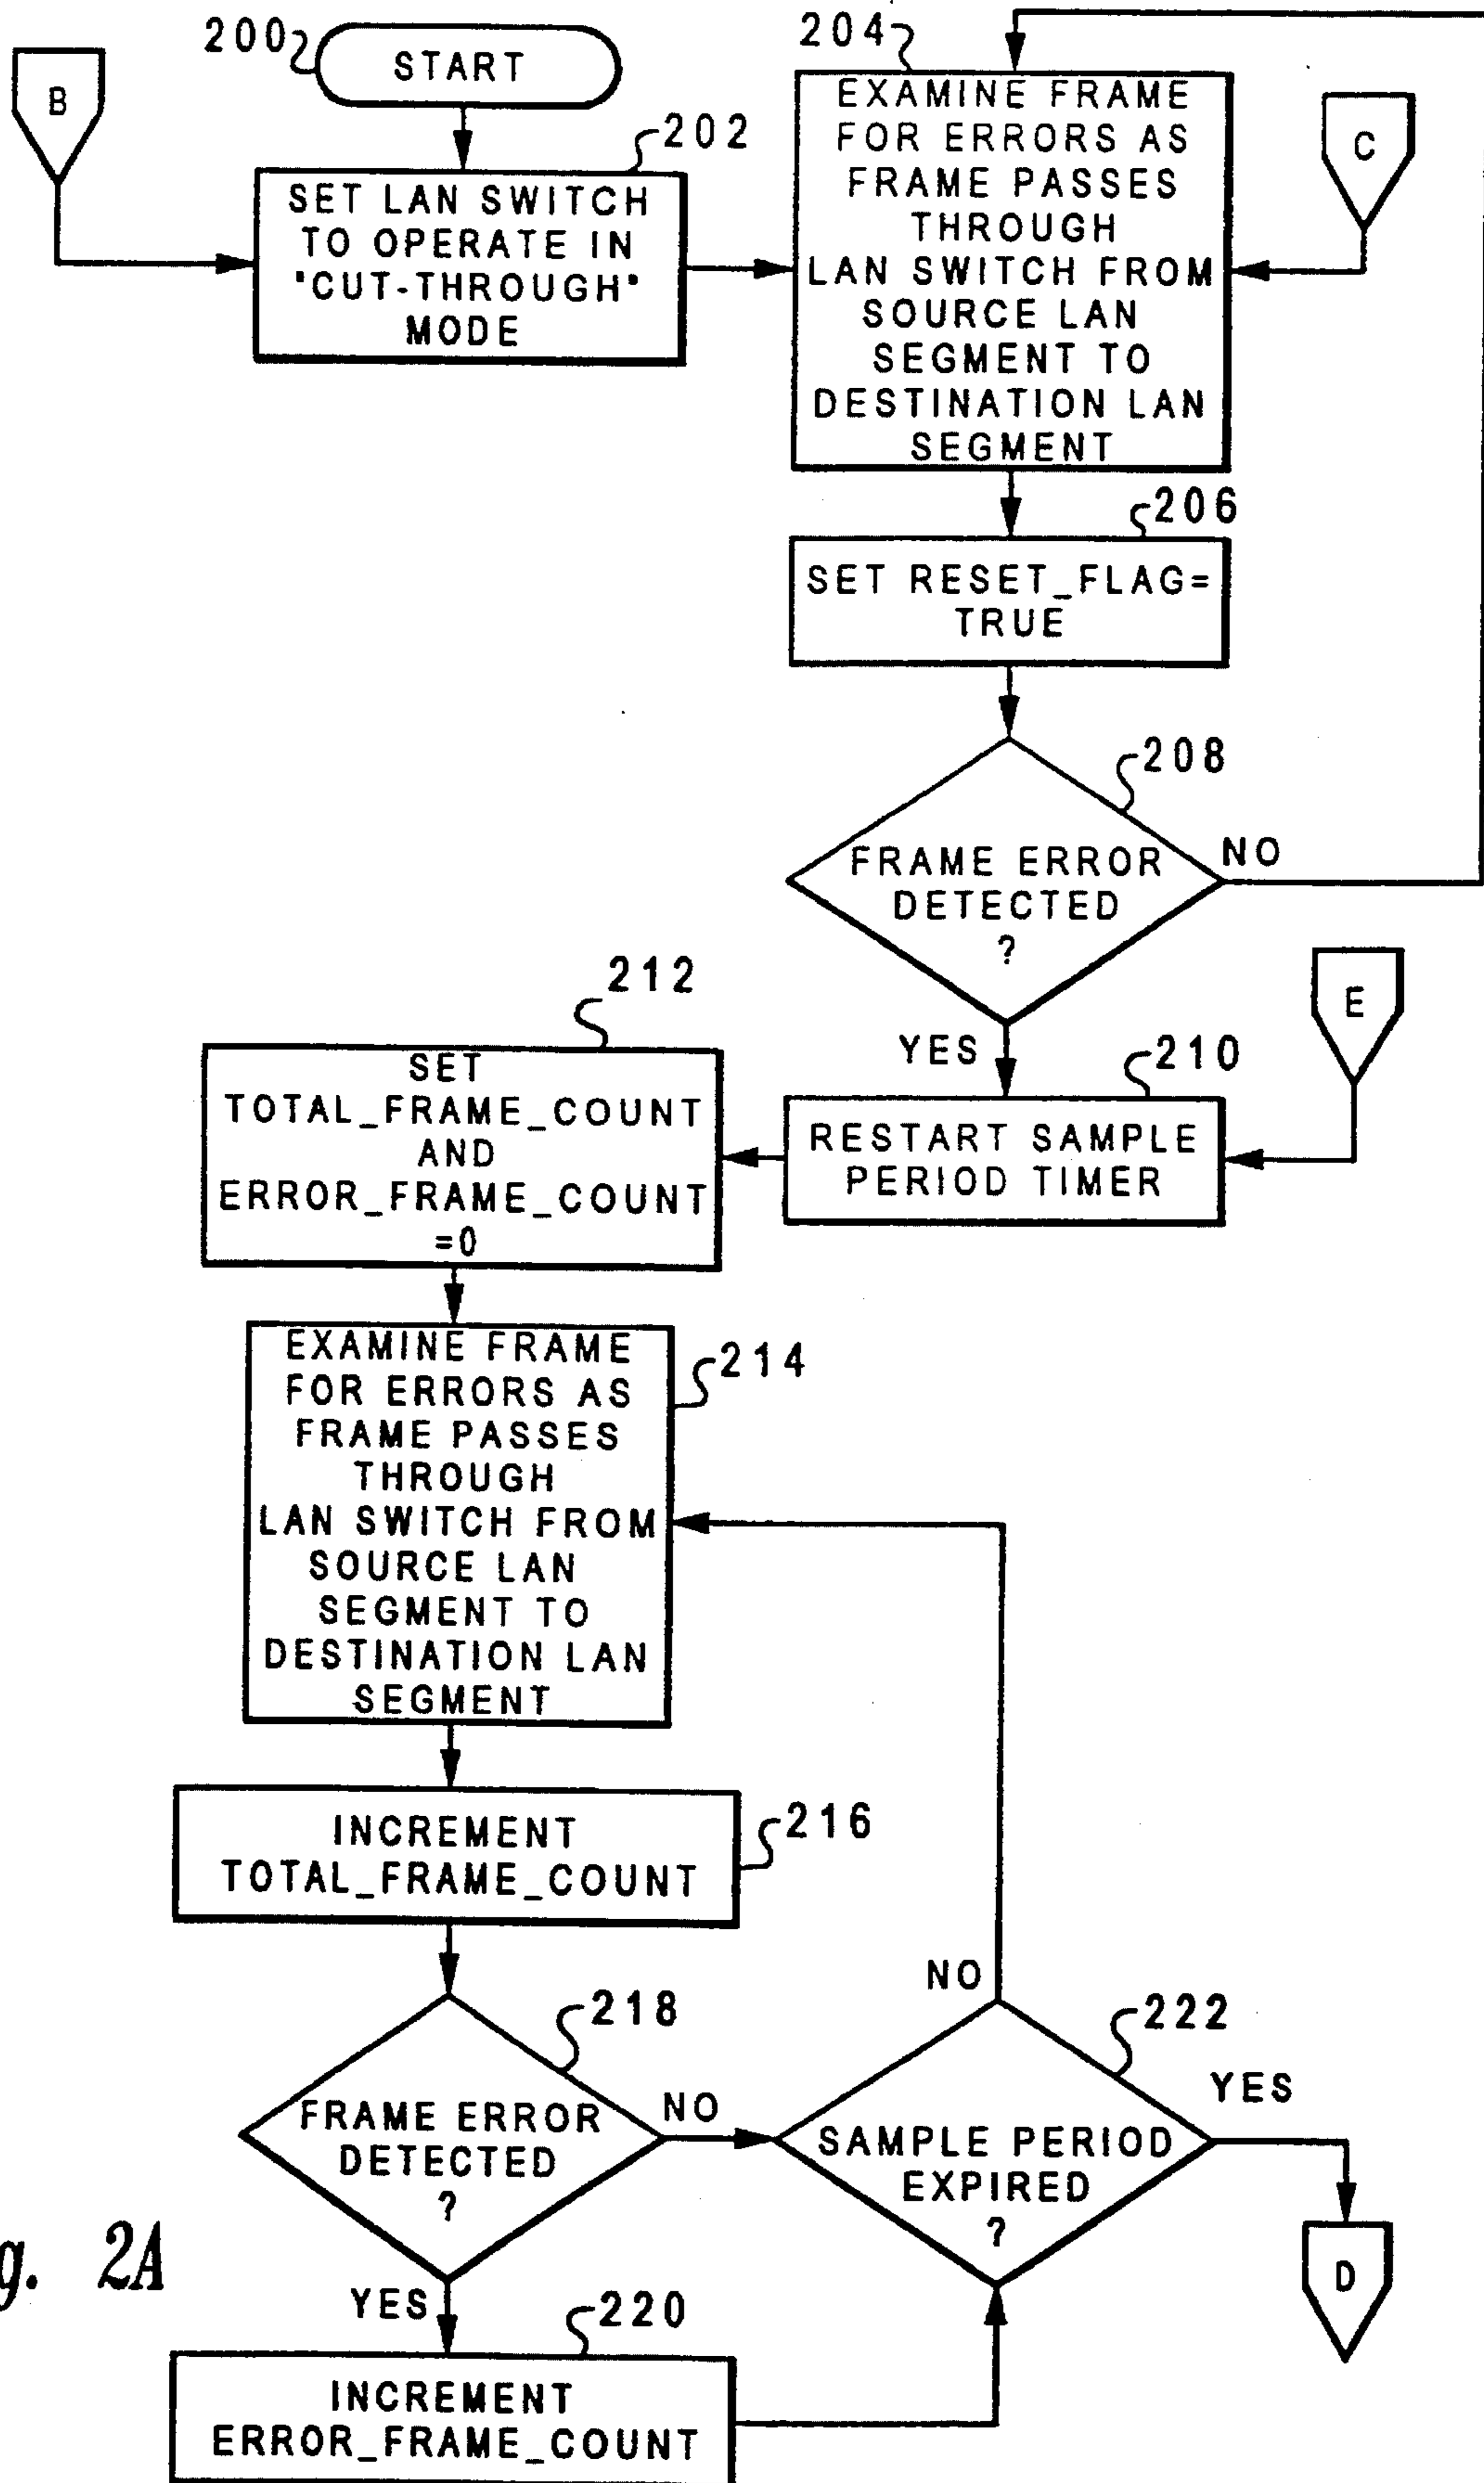 200
START
B
202
SET LAN SWITCH
TO OPERATE IN
"CUT-THROUGH"
MODE
204
EXAMINE FRAME
FOR ERRORS AS
FRAME PASSES
THROUGH
LAN SWITCH FROM
SOURCE LAN
SEGMENT TO
DESTINATION LAN
SEGMENT
C
206
SET RESET_FLAG=
TRUE
208
FRAME ERROR
DETECTED
?
NO
YES
E
210
RESTART SAMPLE
PERIOD TIMER
212
SET
TOTAL_FRAME_COUNT
AND
ERROR_FRAME_COUNT
=0
214
EXAMINE FRAME
FOR ERRORS AS
FRAME PASSES
THROUGH
LAN SWITCH FROM
SOURCE LAN
SEGMENT TO
DESTINATION LAN
SEGMENT
216
INCREMENT
TOTAL_FRAME_COUNT
218
FRAME ERROR
DETECTED
?
NO
YES
220
INCREMENT
ERROR_FRAME_COUNT
222
SAMPLE PERIOD
EXPIRED
?
NO
YES
D
g. 2A